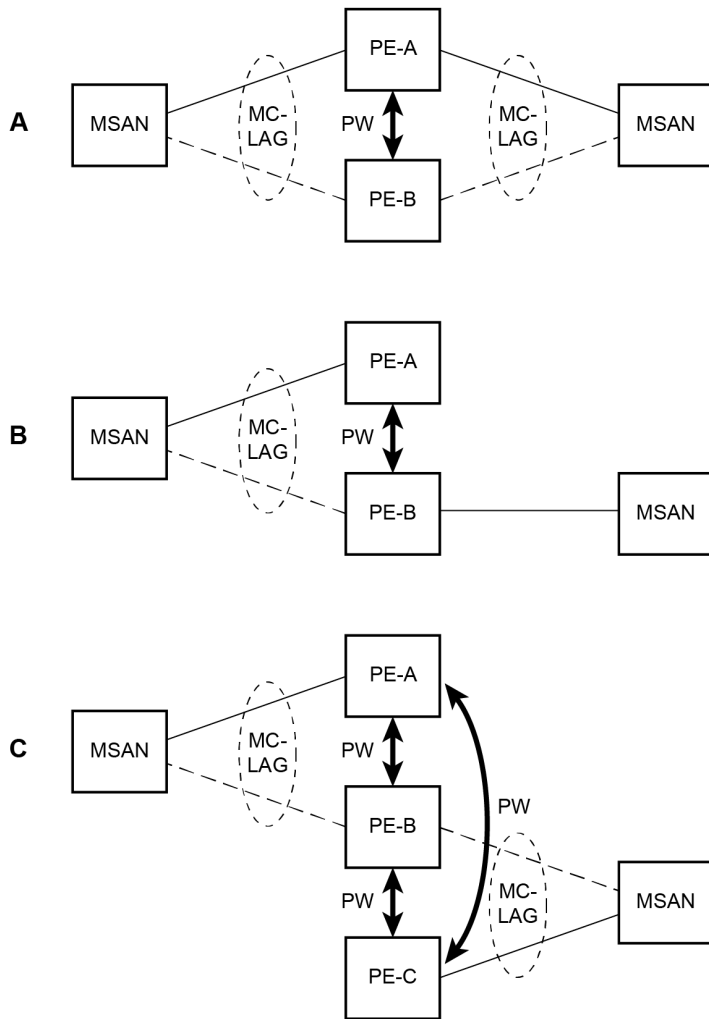 A
MSAN
MC-
LAG
PE-A
PW
PE-B
MC-
LAG
MSAN
B
MSAN
MC-
LAG
PE-A
PW
PE-B
MSAN
C
MSAN
MC-
LAG
PE-A
PW
PE-B
PW
PE-C
PW
MC-
LAG
MSAN